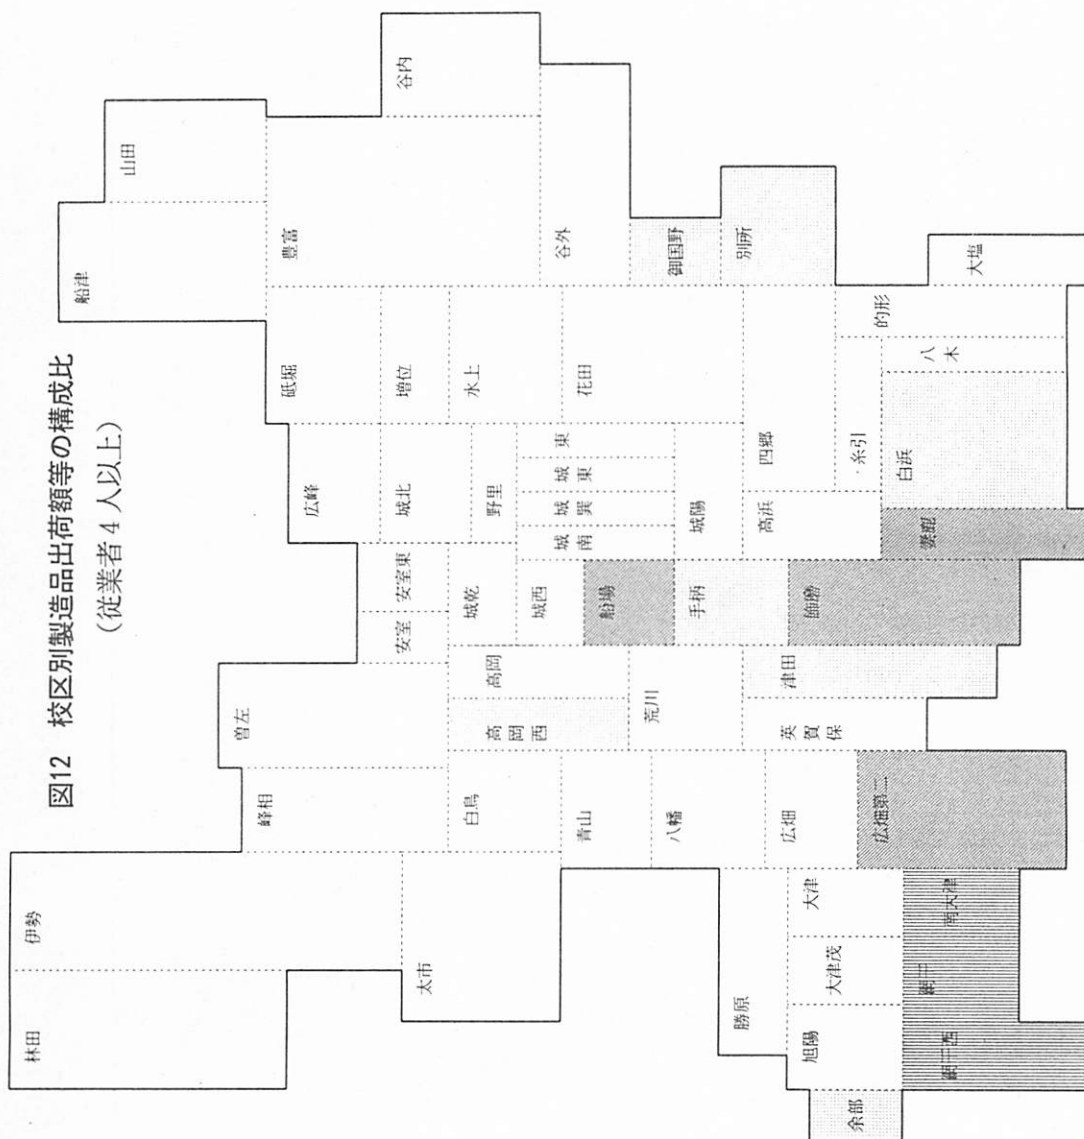 図12 校区別製造品出荷額等の構成比
(従業者4人以上)
船津
山田
谷内
豊富
谷外
御国野
別所
大塩
砥堀
増位
水上
花田
四郷
的形
八木
糸引
白浜
広峰
城北
野里
東
城東
城巽
城南
城陽
高浜
妻鹿
安室東
安室
城乾
城西
船場
手柄
飾磨
曽左
高岡
高岡西
荒川
津田
英賀保
峰相
白鳥
青山
八幡
広畑
広畑第二
伊勢
林田
太市
勝原
大津
大津茂
旭陽
南大津
網干
網干西
余部